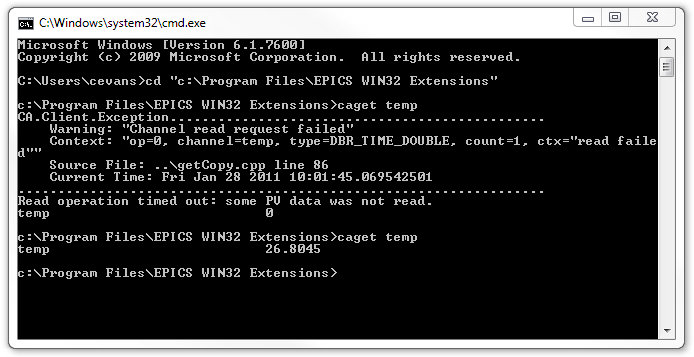 C:\Windows\system32\cmd.exe
Microsoft Windows [Version 6.1.7600]
Copyright (c) 2009 Microsoft Corporation.  All rights reserved.
C:\Users\cevans>cd "c:\Program Files\EPICS WIN32 Extensions"
c:\Program Files\EPICS WIN32 Extensions>caget temp
CA.Client.Exception...............................................
    Warning: "Channel read request failed"
    Context: "op=0, channel=temp, type=DBR_TIME_DOUBLE, count=1, ctx="read faile
d""
    Source File: ..\getCopy.cpp line 86
    Current Time: Fri Jan 28 2011 10:01:45.069542501
..................................................................
Read operation timed out: some PV data was not read.
temp                           0
c:\Program Files\EPICS WIN32 Extensions>caget temp
temp                           26.8045
c:\Program Files\EPICS WIN32 Extensions>